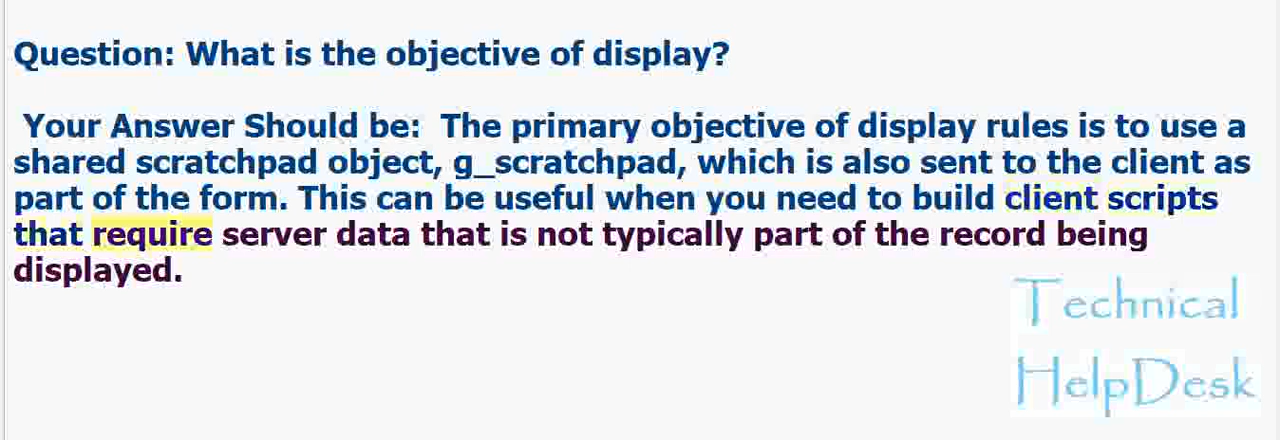 Question: What is the objective of display?
Your Answer Should be: The primary objective of display rules is to use a
shared scratchpad object, g_scratchpad, which is also sent to the client as
part of the form. This can be useful when you need to build client scripts
that require server data that is not typically part of the record being
displayed.
Technical
HelpDesk